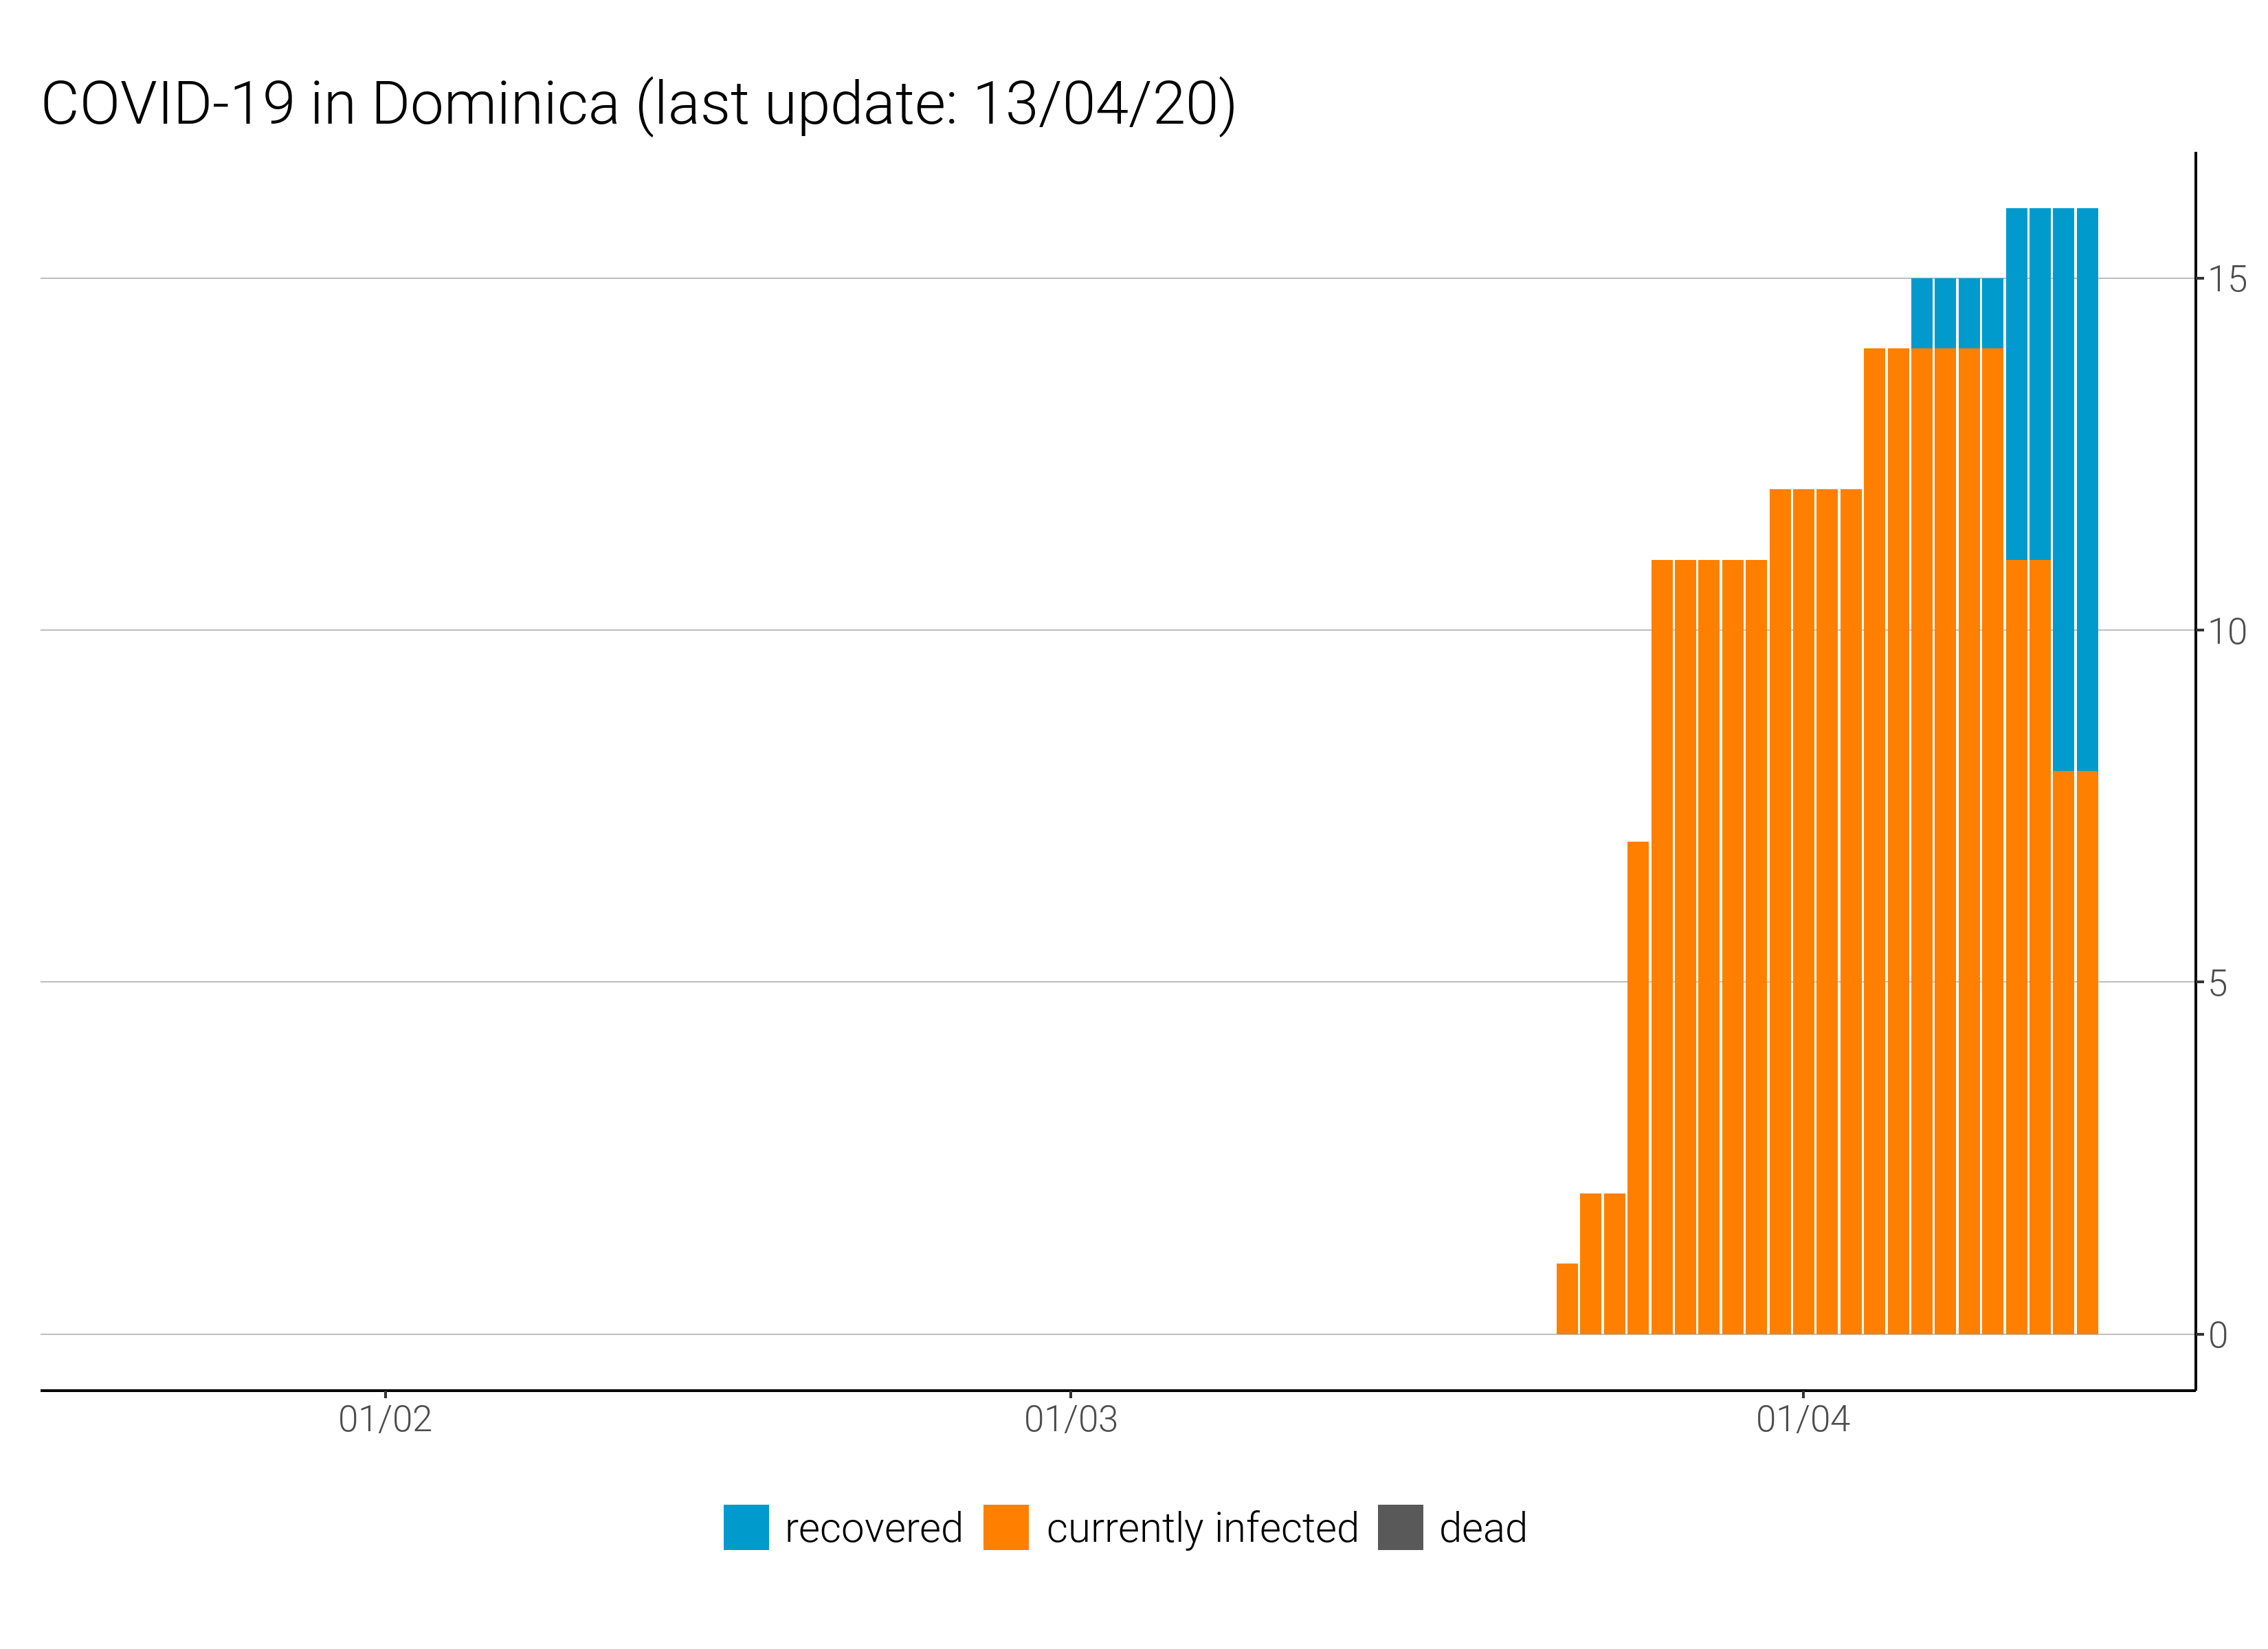 COVID-19 in Dominica (last update: 13/04/20)
15
10
5
0
01/02 01/03 01/04
recovered currently infected dead